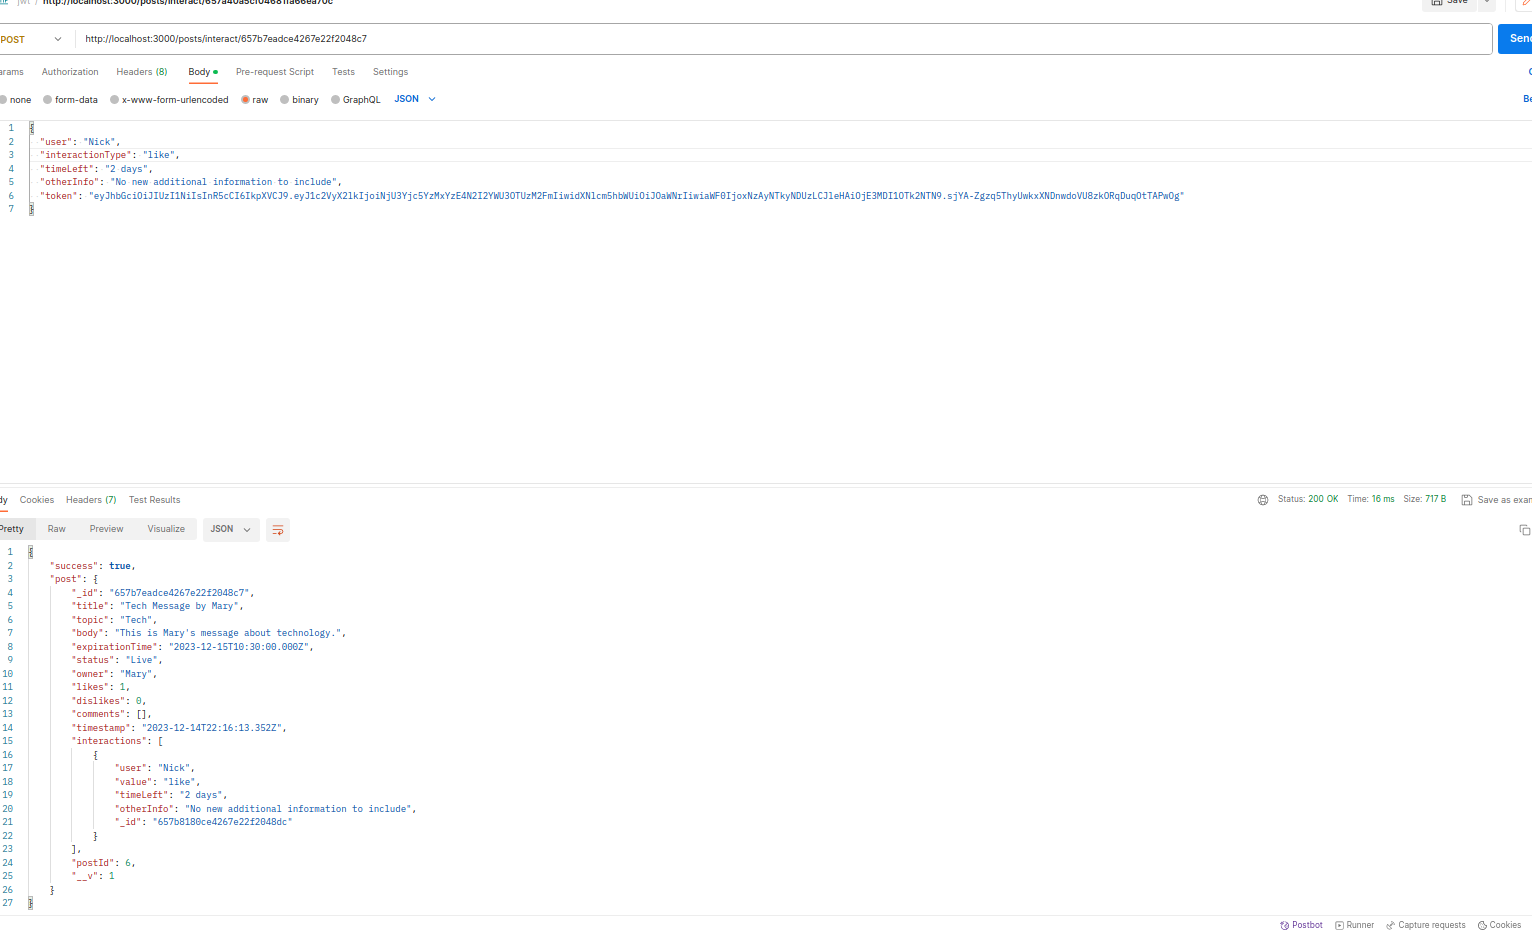 jwt / http://localhost:3000/posts/interact/657a40a5cf04681fa66ea70c Save
POST http://localhost:3000/posts/interact/657b7eadce4267e22f2048c7 Send
arams Authorization Headers (8) Body Pre-request Script Tests Settings
none form-data x-www-form-urlencoded raw binary GraphQL JSON Be
1 {
2 "user": "Nick",
3 "interactionType": "like",
4 "timeLeft": "2 days",
5 "otherInfo": "No new additional information to include",
6 "token":
7 }
dy Cookies Headers (7) Test Results Status: 200 OK Time: 16 ms Size: 717 B Save as exam
Pretty Raw Preview Visualize JSON
1 {
2 "success": true,
3 "post": {
4 "_id": "657b7eadce4267e22f2048c7",
5 "title": "Tech Message by Mary",
6 "topic": "Tech",
7 "body": "This is Mary's message about technology.",
8 "expirationTime": "2023-12-15T10:30:00.000Z",
9 "status": "Live",
10 "owner": "Mary",
11 "likes": 1,
12 "dislikes": 0,
13 "comments": [],
14 "timestamp": "2023-12-14T22:16:13.352Z",
15 "interactions": [
16 {
17 "user": "Nick",
18 "value": "like",
19 "timeLeft": "2 days",
20 "otherInfo": "No new additional information to include",
21 "_id": "657b8180ce4267e22f2048dc"
22 }
23 ],
24 "postId": 6,
25 "__v": 1
26 }
27 }
Postbot Runner Capture requests Cookies